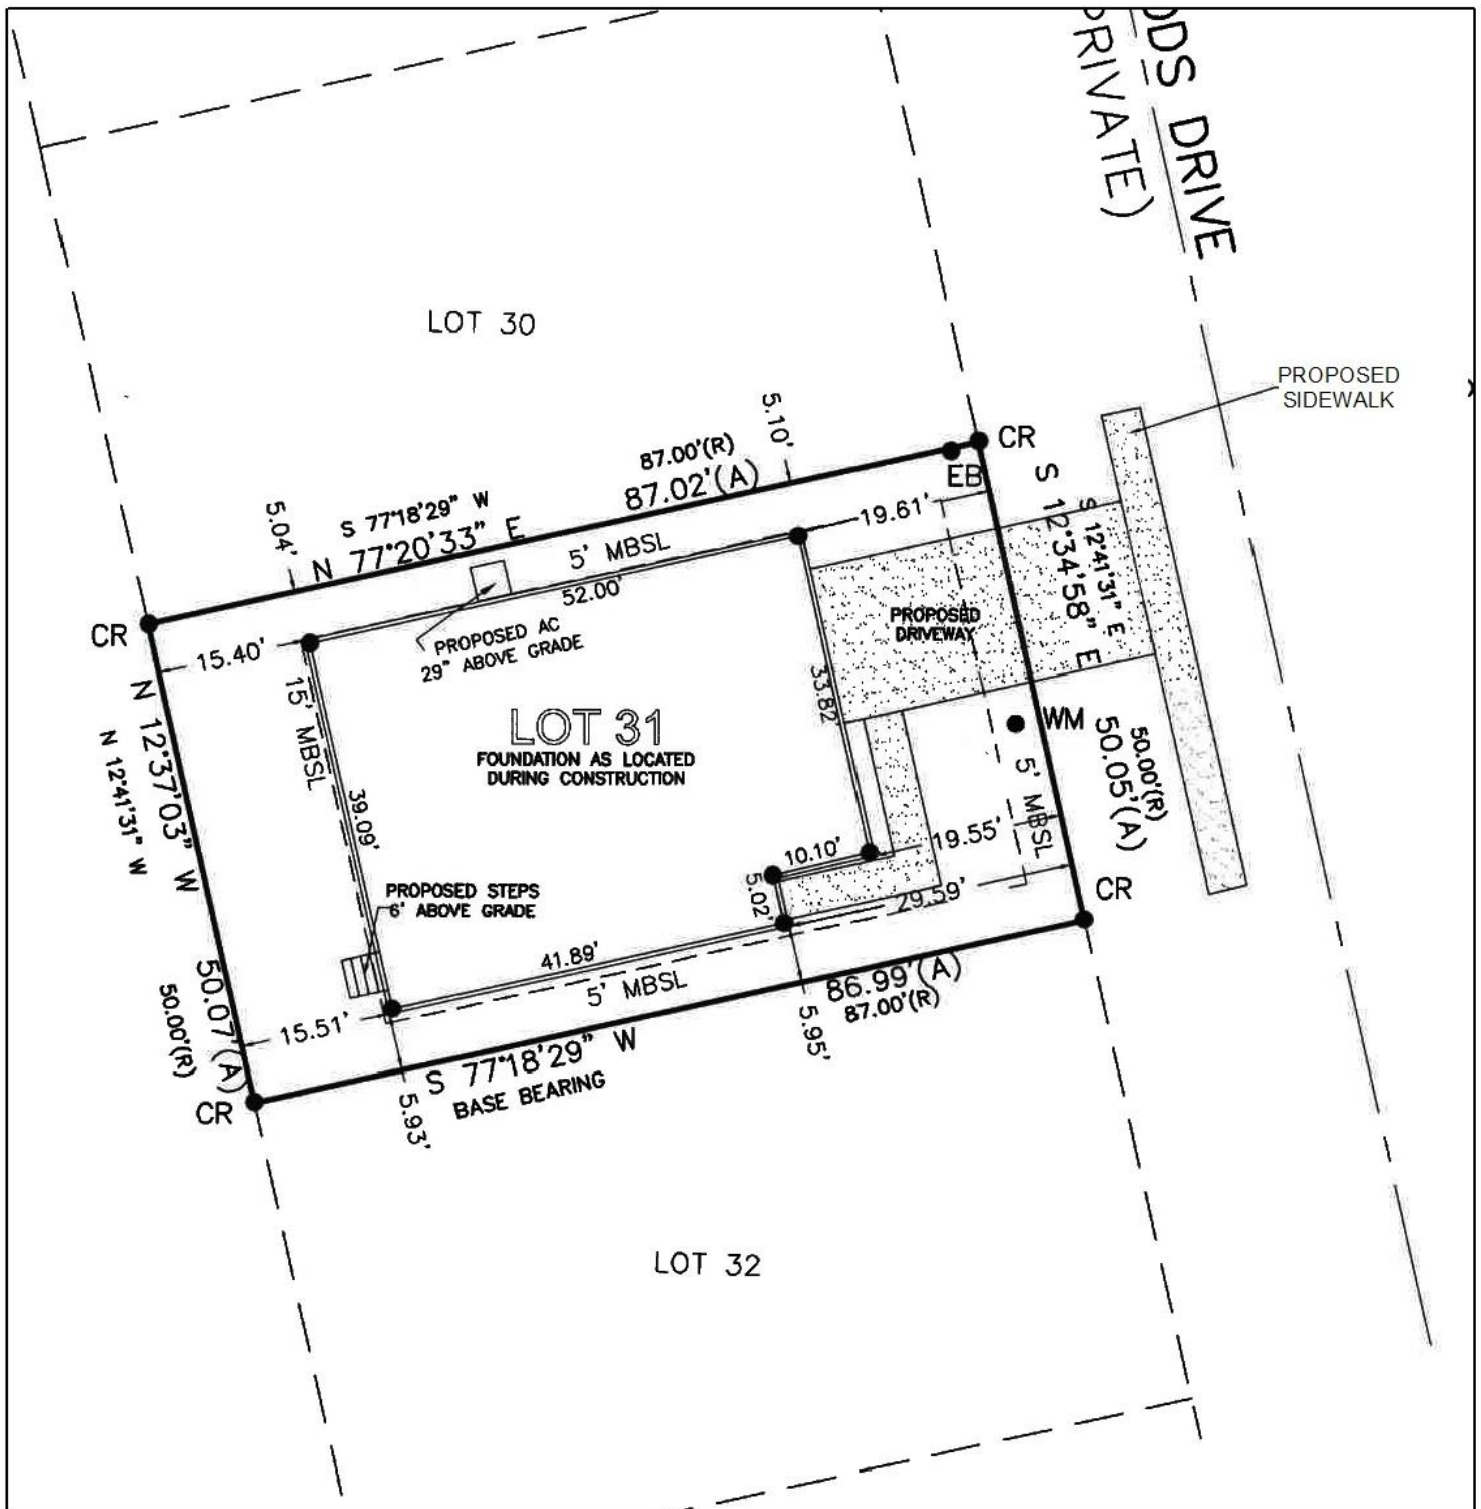 DRIVE
PRIVATE)
LOT 30
PROPOSED
SIDEWALK
5.10'
87.00'(R)
87.02'(A)
CR
EB
5.04'
S 77°18'29" W
N 77°20'33" E
5' MBSL
52.00'
19.61'
S 12°41'31" E
S 12°34'58" E
CR
15.40'
PROPOSED AC
29" ABOVE GRADE
PROPOSED
DRIVEWAY
15' MBSL
33.82'
N 12°37'03" W
N 12°41'31" W
LOT 31
FOUNDATION AS LOCATED
DURING CONSTRUCTION
WM
50.00'(R)
50.05'(A)
5' MBSL
39.09'
10.10'
19.55'
PROPOSED STEPS
6' ABOVE GRADE
5.02'
29.59'
CR
41.89'
5' MBSL
86.99'(A)
87.00'(R)
50.07'(A)
50.00'(R)
15.51'
5.95'
S 77°18'29" W
BASE BEARING
CR
5.93'
LOT 32